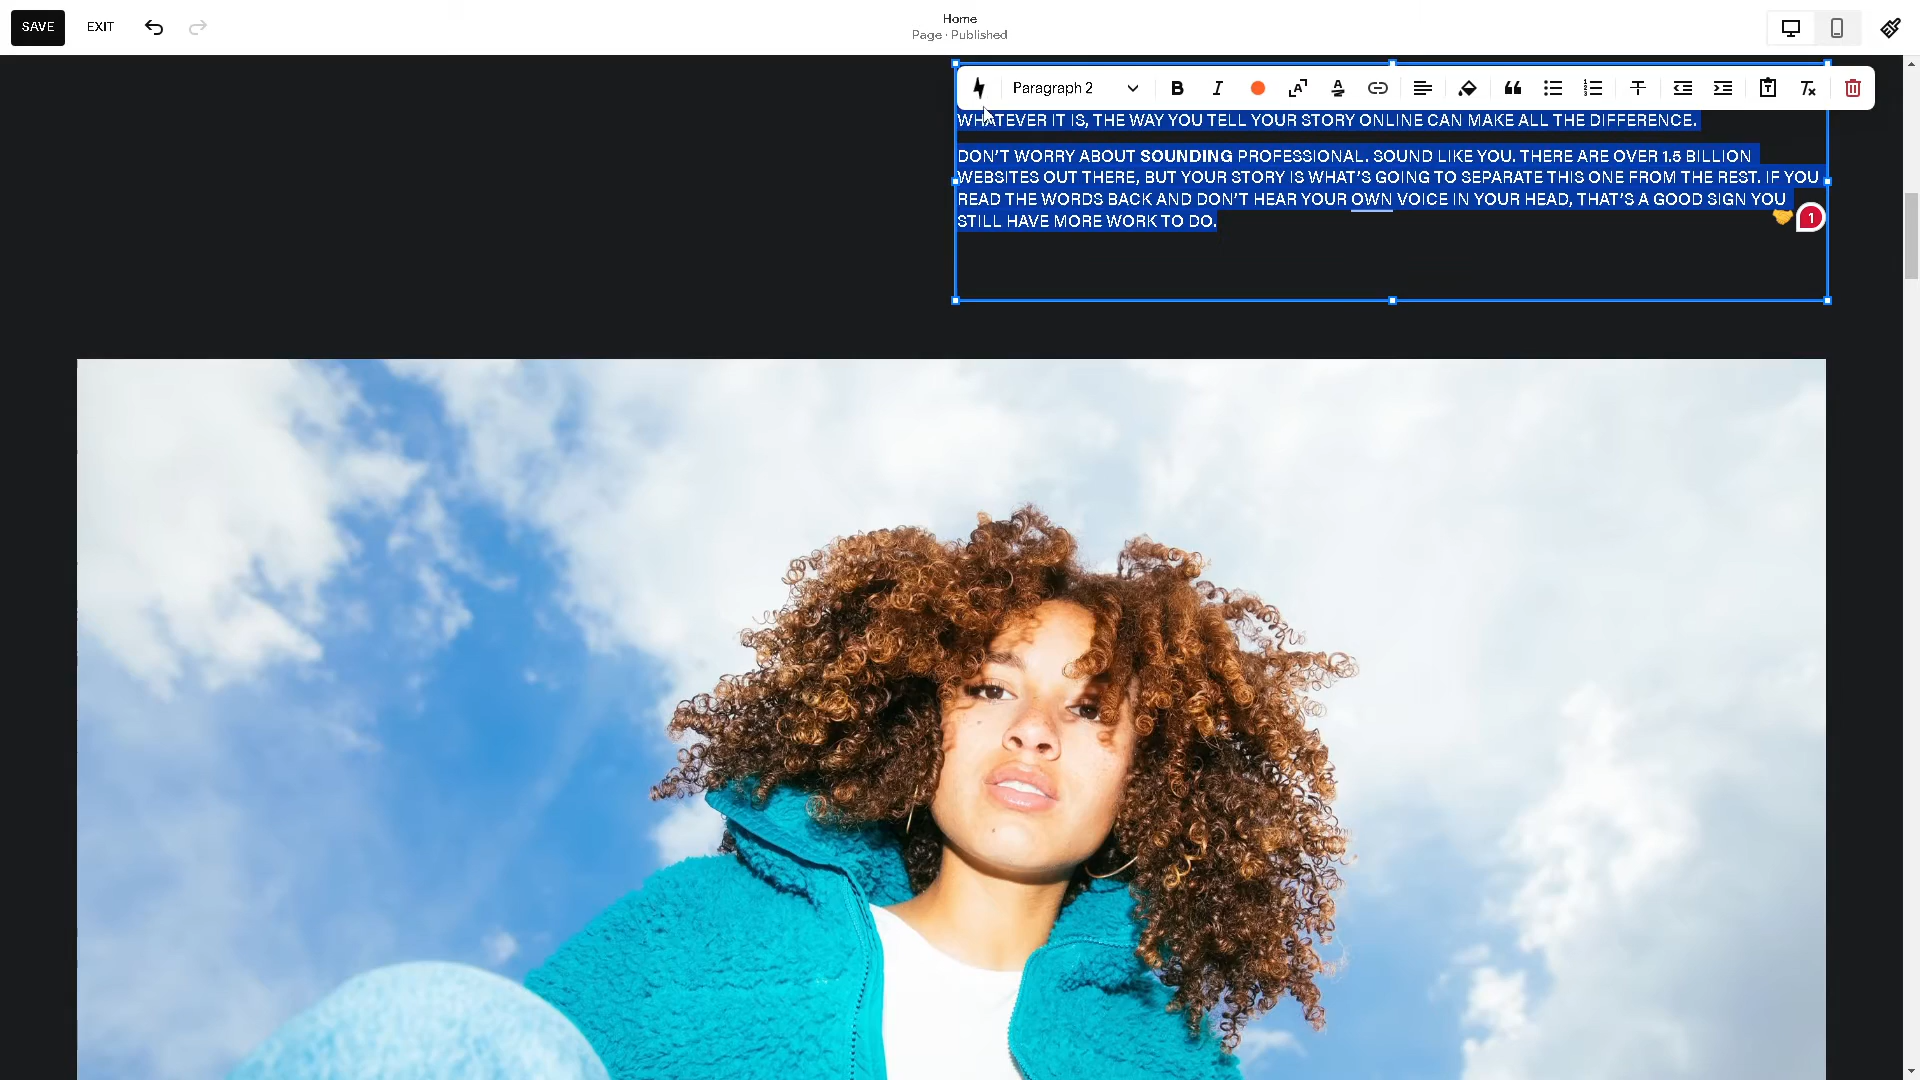 SAVE
EXIT
Home
Page · Published
Paragraph 2
WHATEVER IT IS, THE WAY YOU TELL YOUR STORY ONLINE CAN MAKE ALL THE DIFFERENCE.
DON'T WORRY ABOUT SOUNDING PROFESSIONAL. SOUND LIKE YOU. THERE ARE OVER 1.5 BILLION
WEBSITES OUT THERE, BUT YOUR STORY IS WHAT'S GOING TO SEPARATE THIS ONE FROM THE REST. IF YOU
READ THE WORDS BACK AND DON'T HEAR YOUR OWN VOICE IN YOUR HEAD, THAT'S A GOOD SIGN YOU
STILL HAVE MORE WORK TO DO.
1